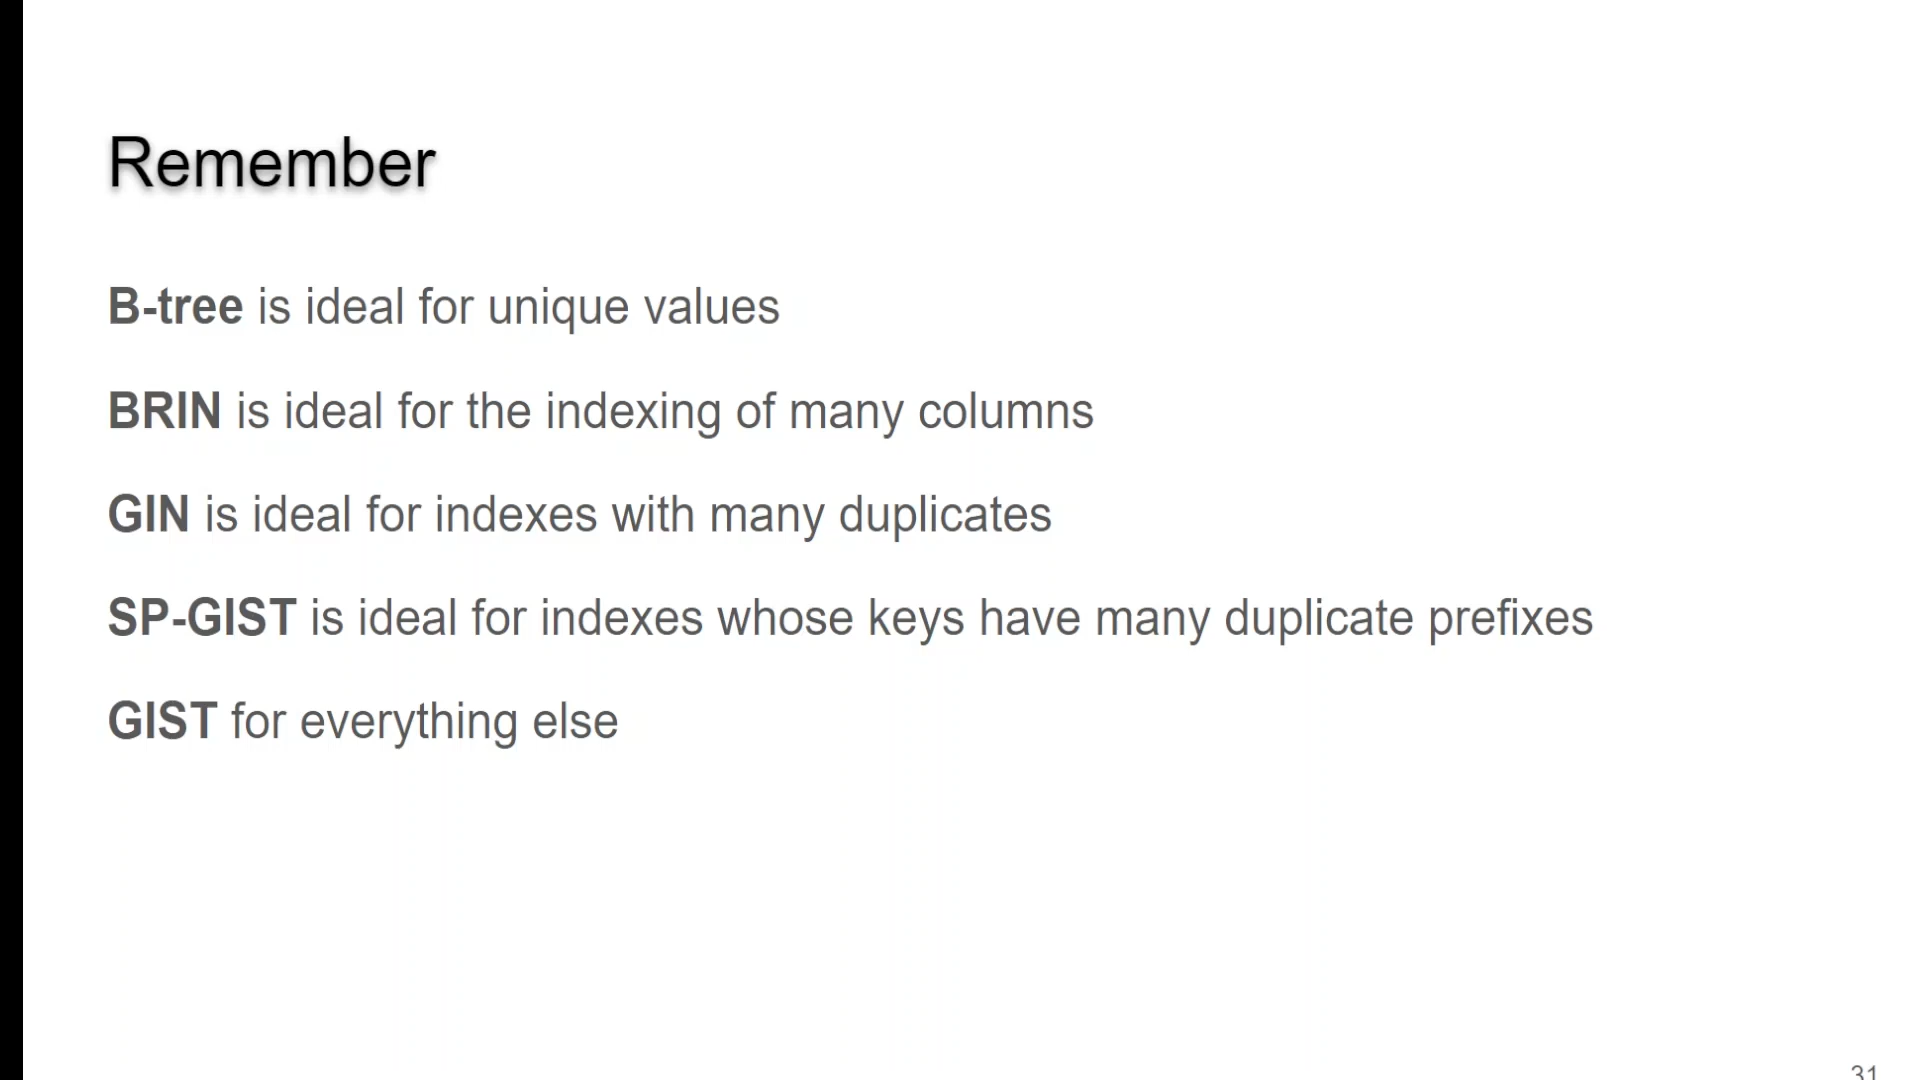 Remember
B-tree is ideal for unique values
BRIN is ideal for the indexing of many columns
GIN is ideal for indexes with many duplicates
SP-GIST is ideal for indexes whose keys have many duplicate prefixes
GIST for everything else
31